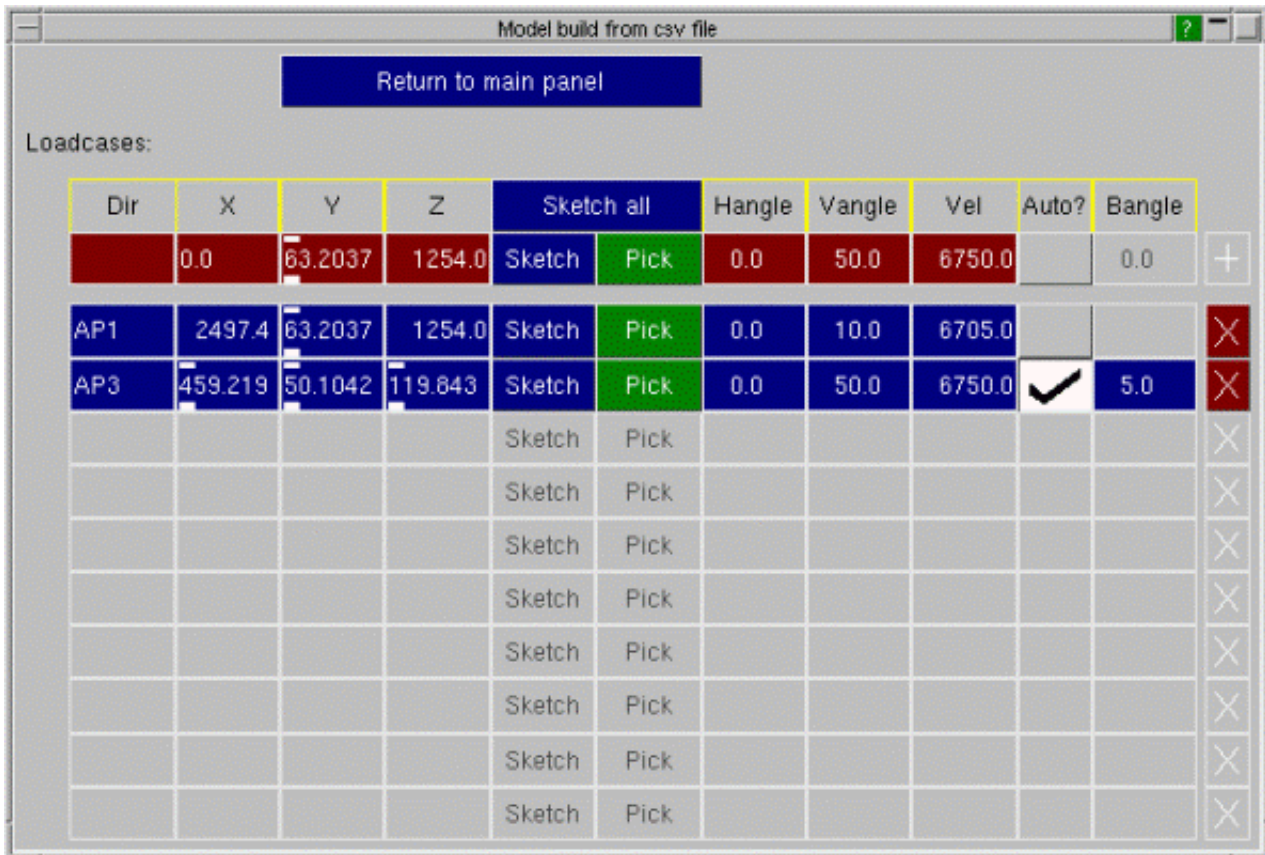 Model build from csv file ?
Return to main panel
Loadcases:
Dir X Y Z Sketch all Hangle Vangle Vel Auto? Bangle
0.0 63.2037 1254.0 Sketch Pick 0.0 50.0 6750.0 0.0 +
AP1 2497.4 63.2037 1254.0 Sketch Pick 0.0 10.0 6705.0 X
AP3 459.219 50.1042 119.843 Sketch Pick 0.0 50.0 6750.0 5.0 X
Sketch Pick X
Sketch Pick X
Sketch Pick X
Sketch Pick X
Sketch Pick X
Sketch Pick X
Sketch Pick X
Sketch Pick X